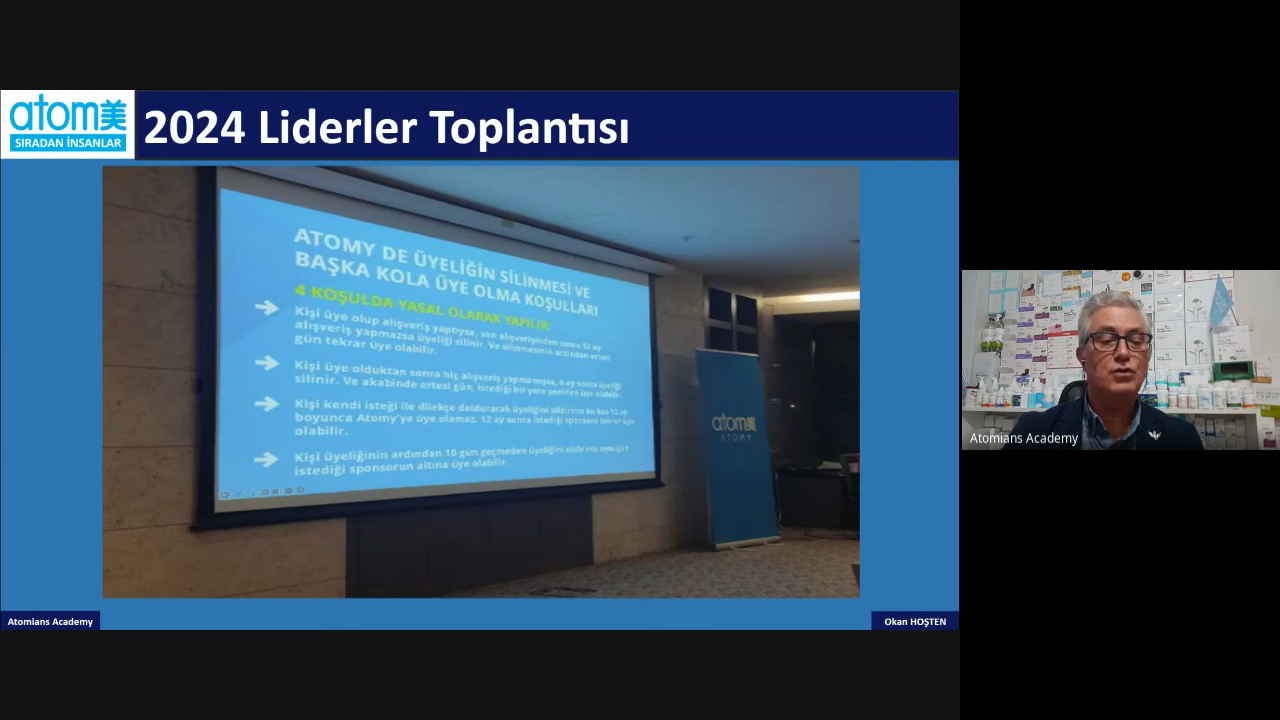 atom美
SIRADAN İNSANLAR
2024 Liderler Toplantısı
ATOMY DE ÜYELİĞİN SİLİNMESİ VE
BAŞKA KOLA ÜYE OLMA KOŞULLARI
4 KOŞULDA YASAL OLARAK YAPILIR:
Kişi üye olup alışveriş yaptıysa, son alışverişinden sonra 12 ay
alışveriş yapmazsa üyeliği silinir. Ve silinmesinin ardından ertesi
gün tekrar üye olabilir.
Kişi üye olduktan sonra hiç alışveriş yapmamışsa, 6 ay sonra üyeliği
silinir. Ve akabinde ertesi gün, istediği bir yere yeniden üye olabilir.
Kişi kendi isteği ile dilekçe doldurarak üyeliğini sildirirse bu kez 12 ay
boyunca Atomy'ye üye olamaz. 12 ay sonra istediği sponsora tekrar üye
olabilir.
Kişi üyeliğinin ardından 10 gün geçmeden üyeliğini sildirirse aynı gün
istediği sponsorun altına üye olabilir.
atom美
ATOMY
Atomians Academy
Atomians Academy
Okan HOŞTEN